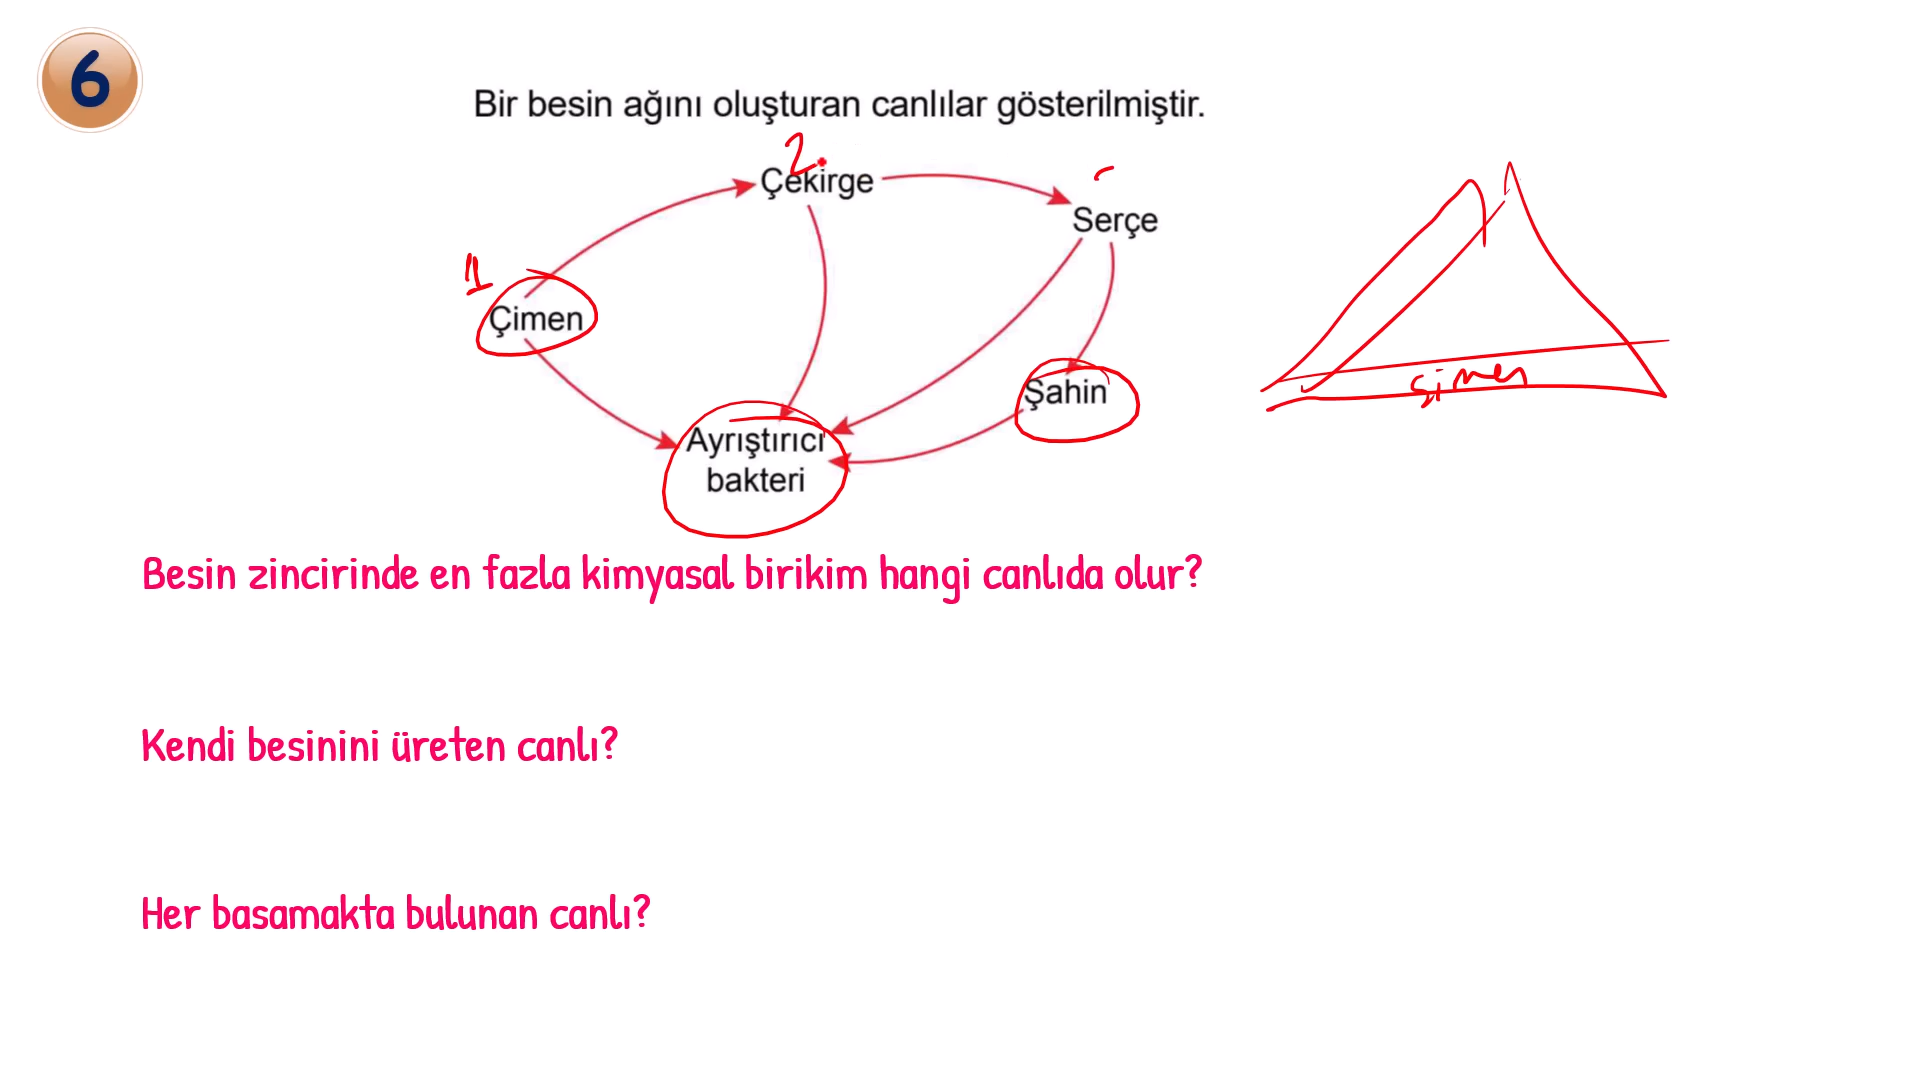 6
Bir besin ağını oluşturan canlılar gösterilmiştir.
2.
Çekirge
Serçe
1
Çimen
Şahin
çimen
Ayrıştırıcı
bakteri
Besin zincirinde en fazla kimyasal birikim hangi canlıda olur?
Kendi besinini üreten canlı?
Her basamakta bulunan canlı?